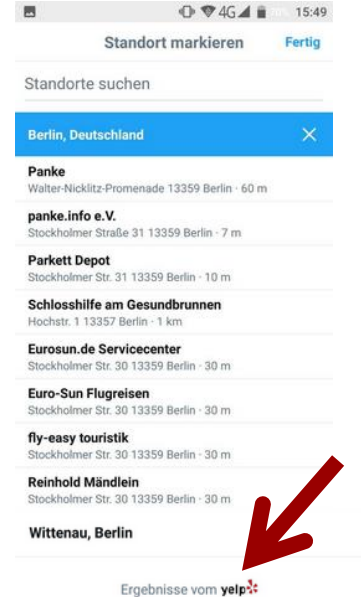 4G 70% 15:49
Standort markieren Fertig
Standorte suchen
Berlin, Deutschland
Panke
Walter-Nicklitz-Promenade 13359 Berlin · 60 m
panke.info e.V.
Stockholmer Straße 31 13359 Berlin · 7 m
Parkett Depot
Stockholmer Str. 31 13359 Berlin · 10 m
Schlosshilfe am Gesundbrunnen
Hochstr. 1 13357 Berlin · 1 km
Eurosun.de Servicecenter
Stockholmer Str. 30 13359 Berlin · 30 m
Euro-Sun Flugreisen
Stockholmer Str. 30 13359 Berlin · 30 m
fly-easy touristik
Stockholmer Str. 30 13359 Berlin · 30 m
Reinhold Mändlein
Stockholmer Str. 30 13359 Berlin · 30 m
Wittenau, Berlin
Ergebnisse vom yelp